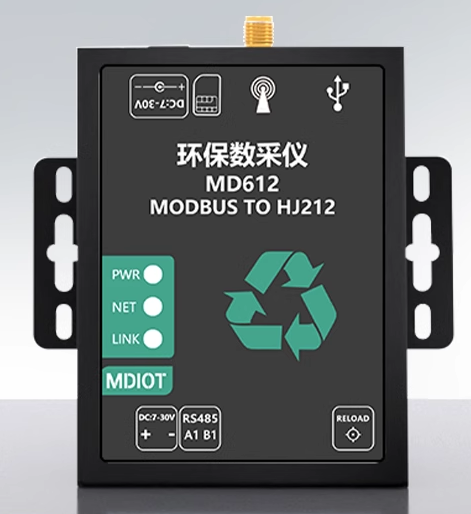 DC:7-30V
环保数采仪
MD612
MODBUS TO HJ212
PWR
NET
LINK
MDIOT
DC:7-30V
+ -
RS485
A1 B1
RELOAD